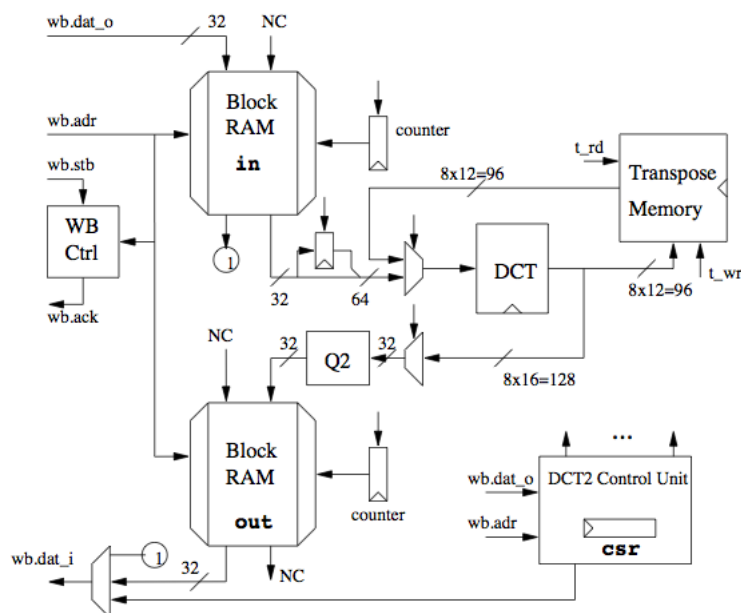 wb.dat_o
32
NC
wb.adr
Block
RAM
in
counter
wb.stb
WB
Ctrl
wb.ack
1
32
64
8x12=96
t_rd
Transpose
Memory
DCT
8x12=96
t_wr
NC
32
Q2
32
8x16=128
Block
RAM
out
counter
...
wb.dat_o
DCT2 Control Unit
wb.adr
csr
wb.dat_i
1
32
NC